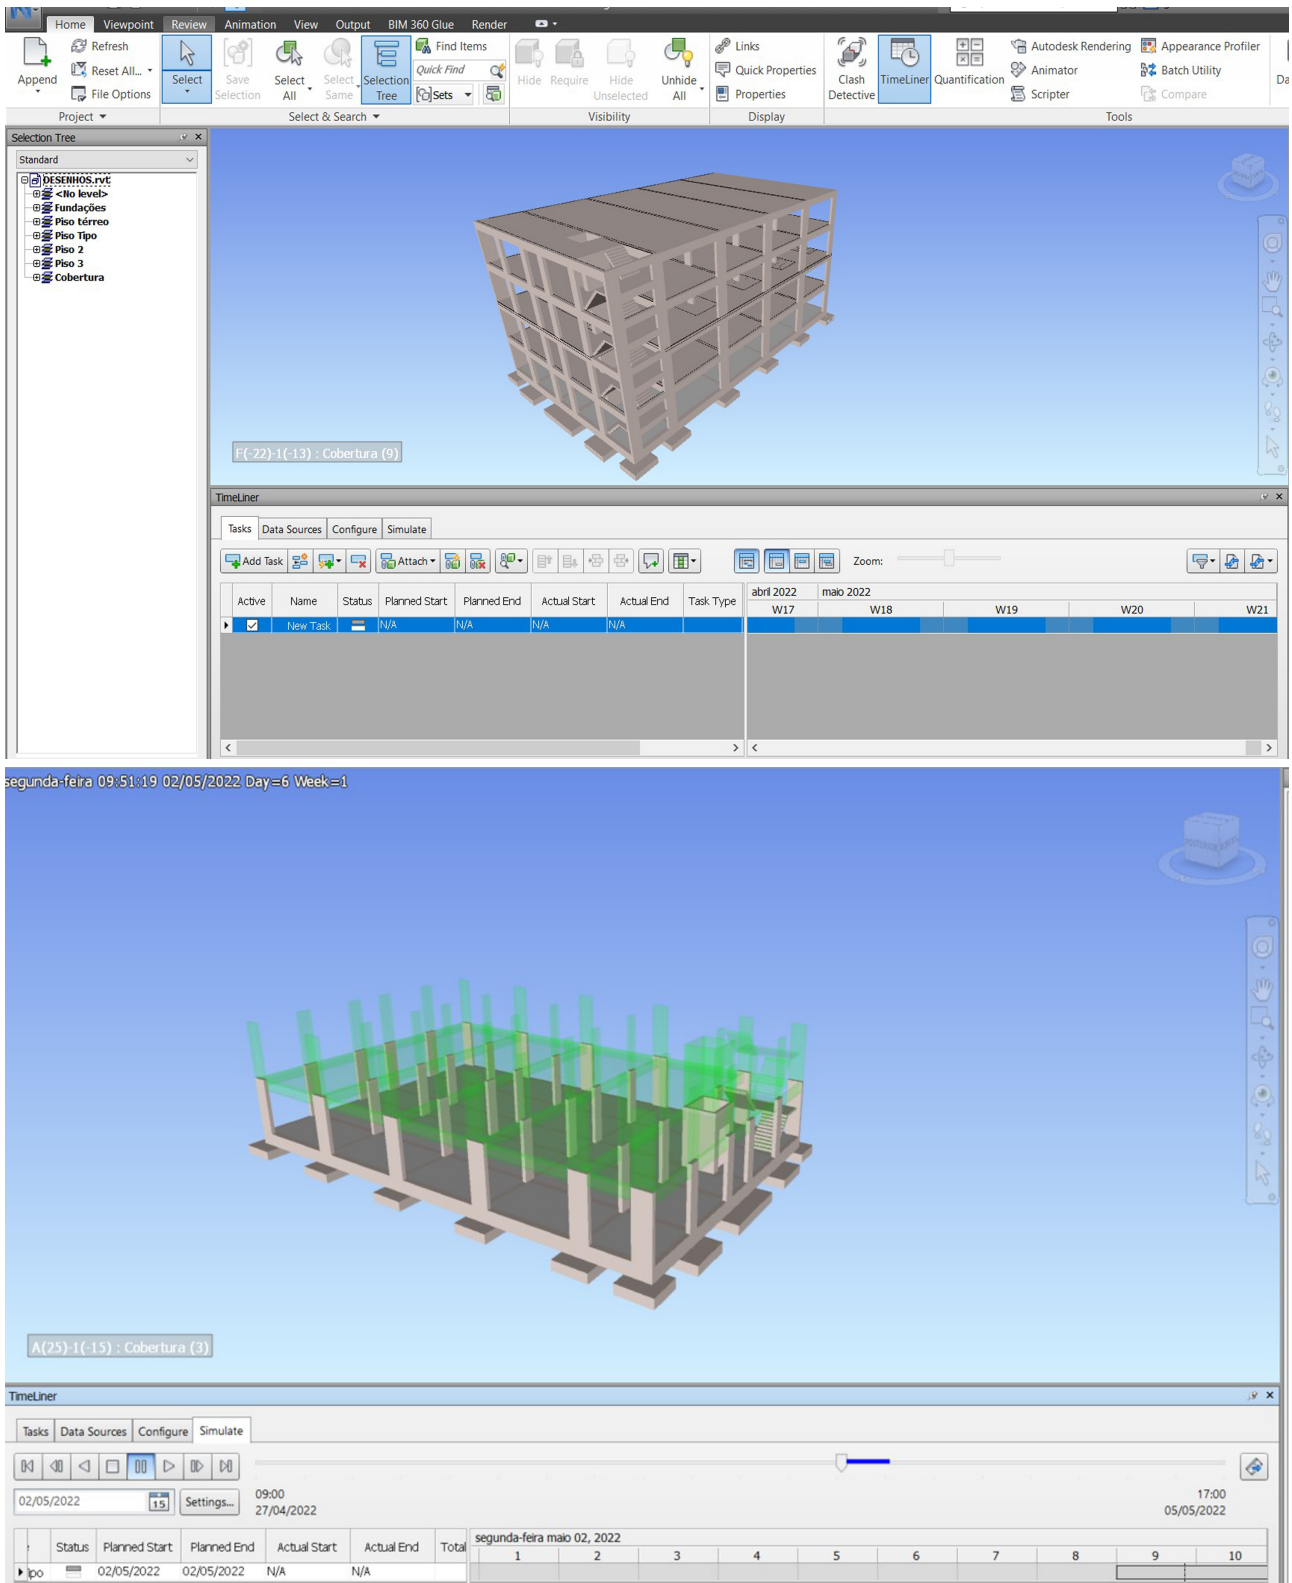 Home Viewpoint Review Animation View Output BIM 360 Glue Render
Append
Refresh
Reset All...
File Options
Project
Select
Save Selection
Select All
Select Same
Selection Tree
Find Items
Quick Find
Sets
Select & Search
Hide
Require
Hide Unselected
Unhide All
Visibility
Links
Quick Properties
Properties
Display
Clash Detective
TimeLiner
Quantification
Autodesk Rendering
Animator
Scripter
Appearance Profiler
Batch Utility
Compare
Da
Tools
Selection Tree
Standard
DESENHOS.rvt
<No level>
Fundações
Piso térreo
Piso Tipo
Piso 2
Piso 3
Cobertura
F(-22)-1(-13) : Cobertura (9)
TimeLiner
Tasks Data Sources Configure Simulate
Add Task Attach Zoom:
Active Name Status Planned Start Planned End Actual Start Actual End Task Type
abril 2022 maio 2022
W17 W18 W19 W20 W21
New Task N/A N/A N/A N/A
segunda-feira 09:51:19 02/05/2022 Day=6 Week=1
A(25)-1(-15) : Cobertura (3)
TimeLiner
Tasks Data Sources Configure Simulate
02/05/2022 15 Settings...
09:00
27/04/2022
17:00
05/05/2022
Status Planned Start Planned End Actual Start Actual End Total
segunda-feira maio 02, 2022
1 2 3 4 5 6 7 8 9 10
ipo 02/05/2022 02/05/2022 N/A N/A